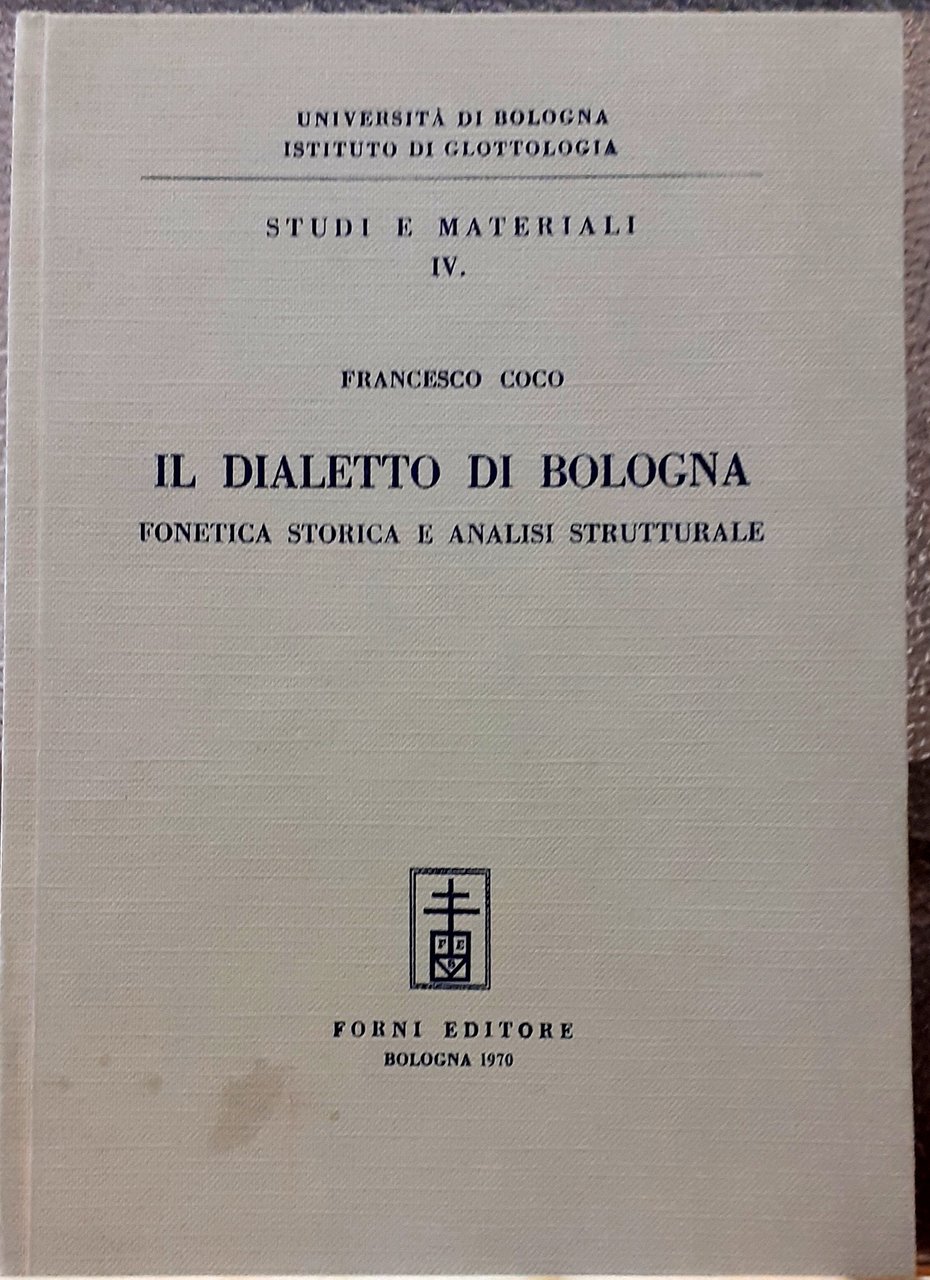 UNIVERSITÀ DI BOLOGNA
ISTITUTO DI GLOTTOLOGIA
STUDI E MATERIALI
IV.
FRANCESCO COCO
IL DIALETTO DI BOLOGNA
FONETICA STORICA E ANALISI STRUTTURALE
F E
B
FORNI EDITORE
BOLOGNA 1970